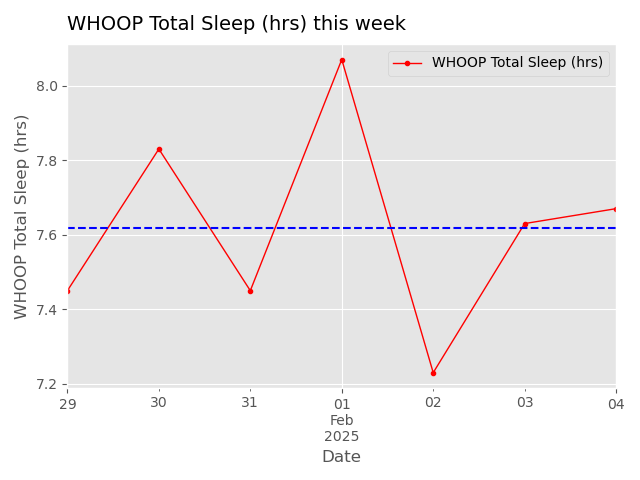 WHOOP Total Sleep (hrs) this week
WHOOP Total Sleep (hrs)
WHOOP Total Sleep (hrs)
8.0
7.8
7.6
7.4
7.2
29 30 31 01 02 03 04
Feb
2025
Date